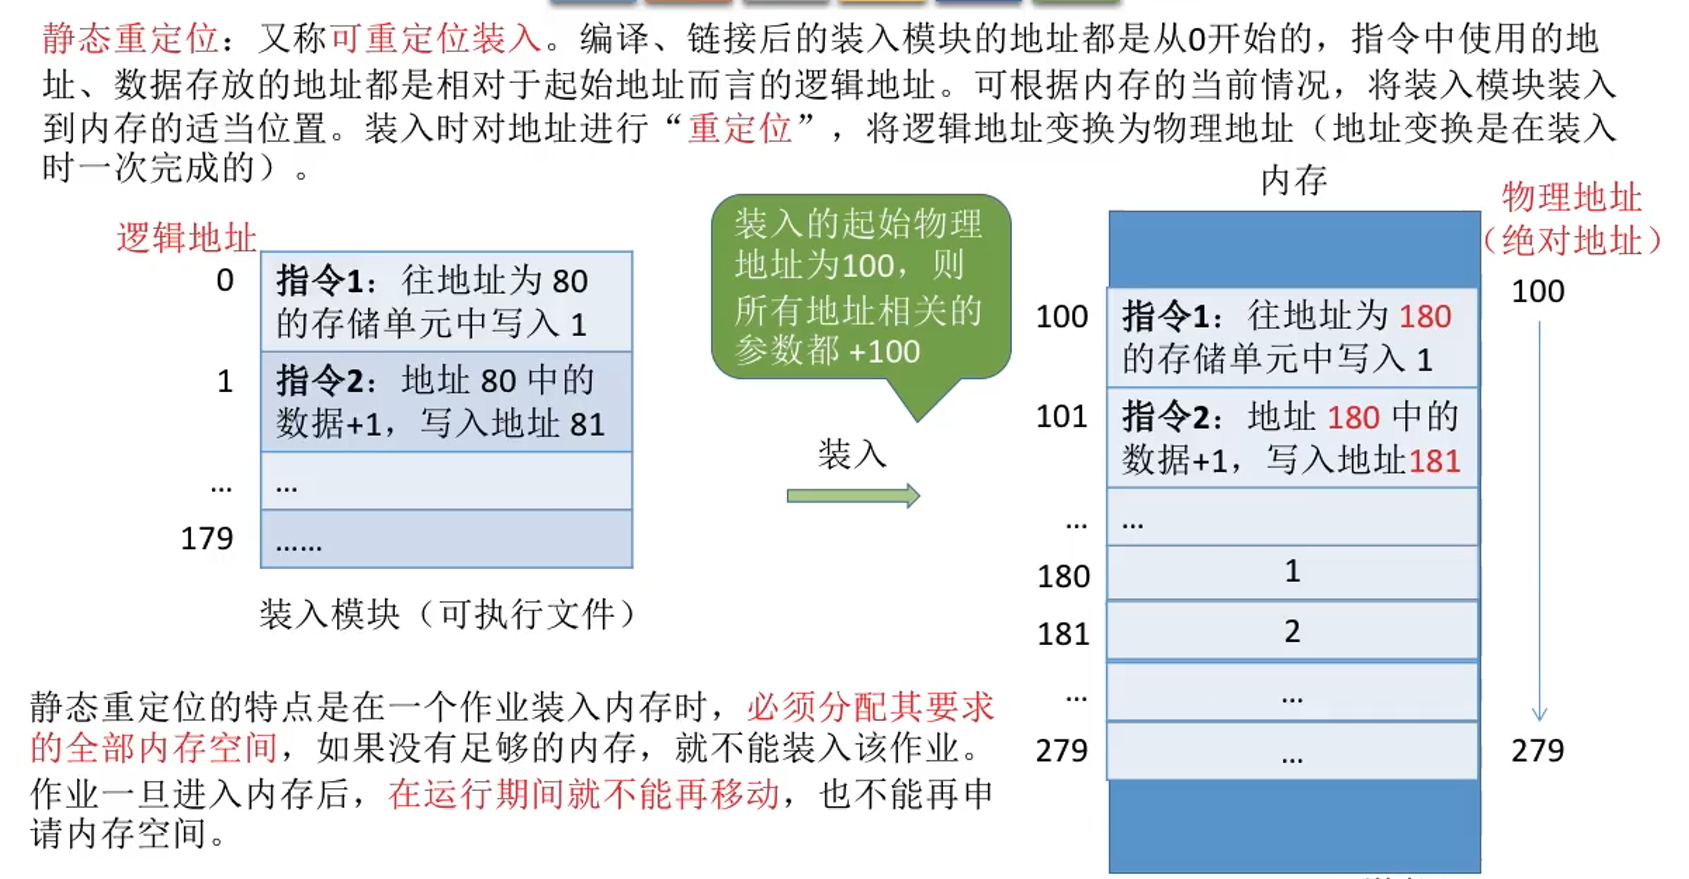 静态重定位：又称可重定位装入。编译、链接后的装入模块的地址都是从0开始的，指令中使用的地
址、数据存放的地址都是相对于起始地址而言的逻辑地址。可根据内存的当前情况，将装入模块装入
到内存的适当位置。装入时对地址进行“重定位”，将逻辑地址变换为物理地址（地址变换是在装入
时一次完成的）。
逻辑地址
0
指令1：往地址为 80
的存储单元中写入 1
1
指令2：地址 80 中的
数据+1，写入地址 81
...
...
179
......
装入模块（可执行文件）
装入的起始物理
地址为100，则
所有地址相关的
参数都 +100
装入
内存
物理地址
（绝对地址）
100
指令1：往地址为 180
的存储单元中写入 1
101
指令2：地址 180 中的
数据+1，写入地址181
...
...
180
1
181
2
...
...
279
...
100
279
静态重定位的特点是在一个作业装入内存时，必须分配其要求
的全部内存空间，如果没有足够的内存，就不能装入该作业。
作业一旦进入内存后，在运行期间就不能再移动，也不能再申
请内存空间。